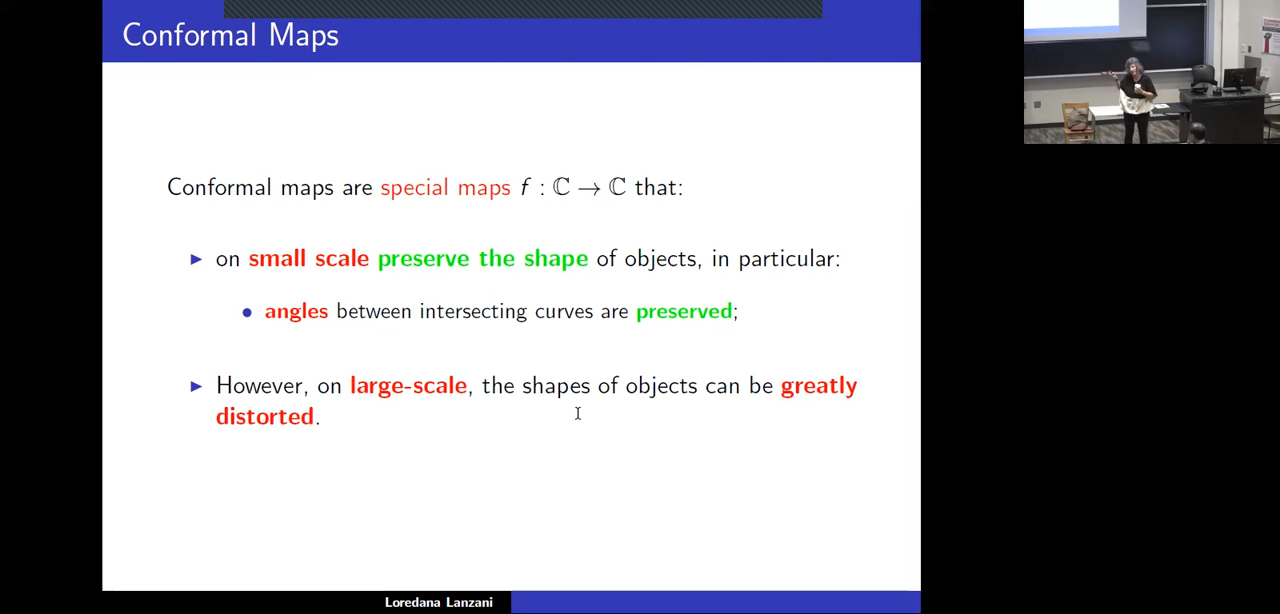 Conformal Maps
Conformal maps are special maps f : ℂ → ℂ that:
▶ on small scale preserve the shape of objects, in particular:
• angles between intersecting curves are preserved;
▶ However, on large-scale, the shapes of objects can be greatly
distorted.
Loredana Lanzani